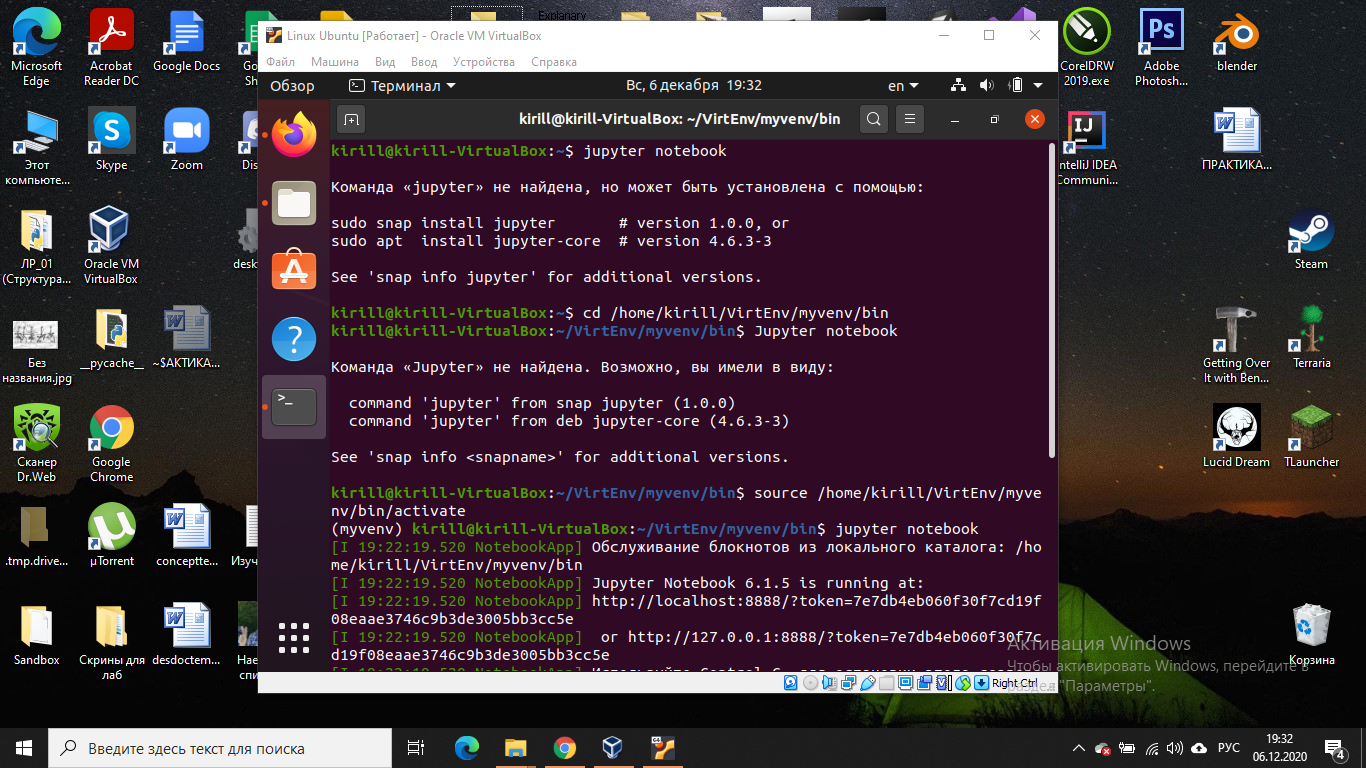 Linux Ubuntu [Работает] - Oracle VM VirtualBox
Файл Машина Вид Ввод Устройства Справка
Обзор Терминал Вс, 6 декабря 19:32 en
kirill@kirill-VirtualBox: ~/VirtEnv/myvenv/bin
kirill@kirill-VirtualBox:~$ jupyter notebook
Команда «jupyter» не найдена, но может быть установлена с помощью:
sudo snap install jupyter # version 1.0.0, or
sudo apt install jupyter-core # version 4.6.3-3
See 'snap info jupyter' for additional versions.
kirill@kirill-VirtualBox:~$ cd /home/kirill/VirtEnv/myvenv/bin
kirill@kirill-VirtualBox:~/VirtEnv/myvenv/bin$ Jupyter notebook
Команда «Jupyter» не найдена. Возможно, вы имели в виду:
command 'jupyter' from snap jupyter (1.0.0)
command 'jupyter' from deb jupyter-core (4.6.3-3)
See 'snap info <snapname>' for additional versions.
kirill@kirill-VirtualBox:~/VirtEnv/myvenv/bin$ source /home/kirill/VirtEnv/myve
nv/bin/activate
(myvenv) kirill@kirill-VirtualBox:~/VirtEnv/myvenv/bin$ jupyter notebook
[I 19:22:19.520 NotebookApp] Обслуживание блокнотов из локального каталога: /ho
me/kirill/VirtEnv/myvenv/bin
[I 19:22:19.520 NotebookApp] Jupyter Notebook 6.1.5 is running at:
[I 19:22:19.520 NotebookApp] http://localhost:8888/?token=7e7db4eb060f30f7cd19f
08eaae3746c9b3de3005bb3cc5e
[I 19:22:19.520 NotebookApp] or http://127.0.0.1:8888/?token=7e7db4eb060f30f7c
d19f08eaae3746c9b3de3005bb3cc5e
Right Ctrl
Microsoft
Edge
Acrobat
Reader DC
Google Docs
Explanary
CorelDRW
2019.exe
Ps
Adobe
Photosh...
blender
Этот
компьюте...
Skype
Zoom
IntelliJ IDEA
Communi...
ПРАКТИКА...
ЛР_01
(Структура...
Oracle VM
VirtualBox
Steam
Без
названия.jpg
__pycache__
~$АКТИКА...
Getting Over
It with Ben...
Terraria
Сканер
Dr.Web
Google
Chrome
Lucid Dream
TLauncher
.tmp.drive...
µTorrent
conceptte...
Sandbox
Скрины для
лаб
desdoctem...
Корзина
Активация Windows
Чтобы активировать Windows, перейдите в
раздел "Параметры".
Введите здесь текст для поиска
РУС
19:32
06.12.2020
4